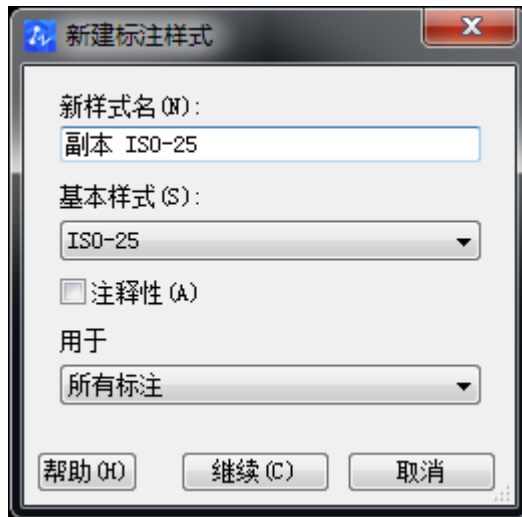 新建标注样式
新样式名(N):
副本 ISO-25
基本样式(S):
ISO-25
注释性(A)
用于
所有标注
帮助(H) 继续(C) 取消